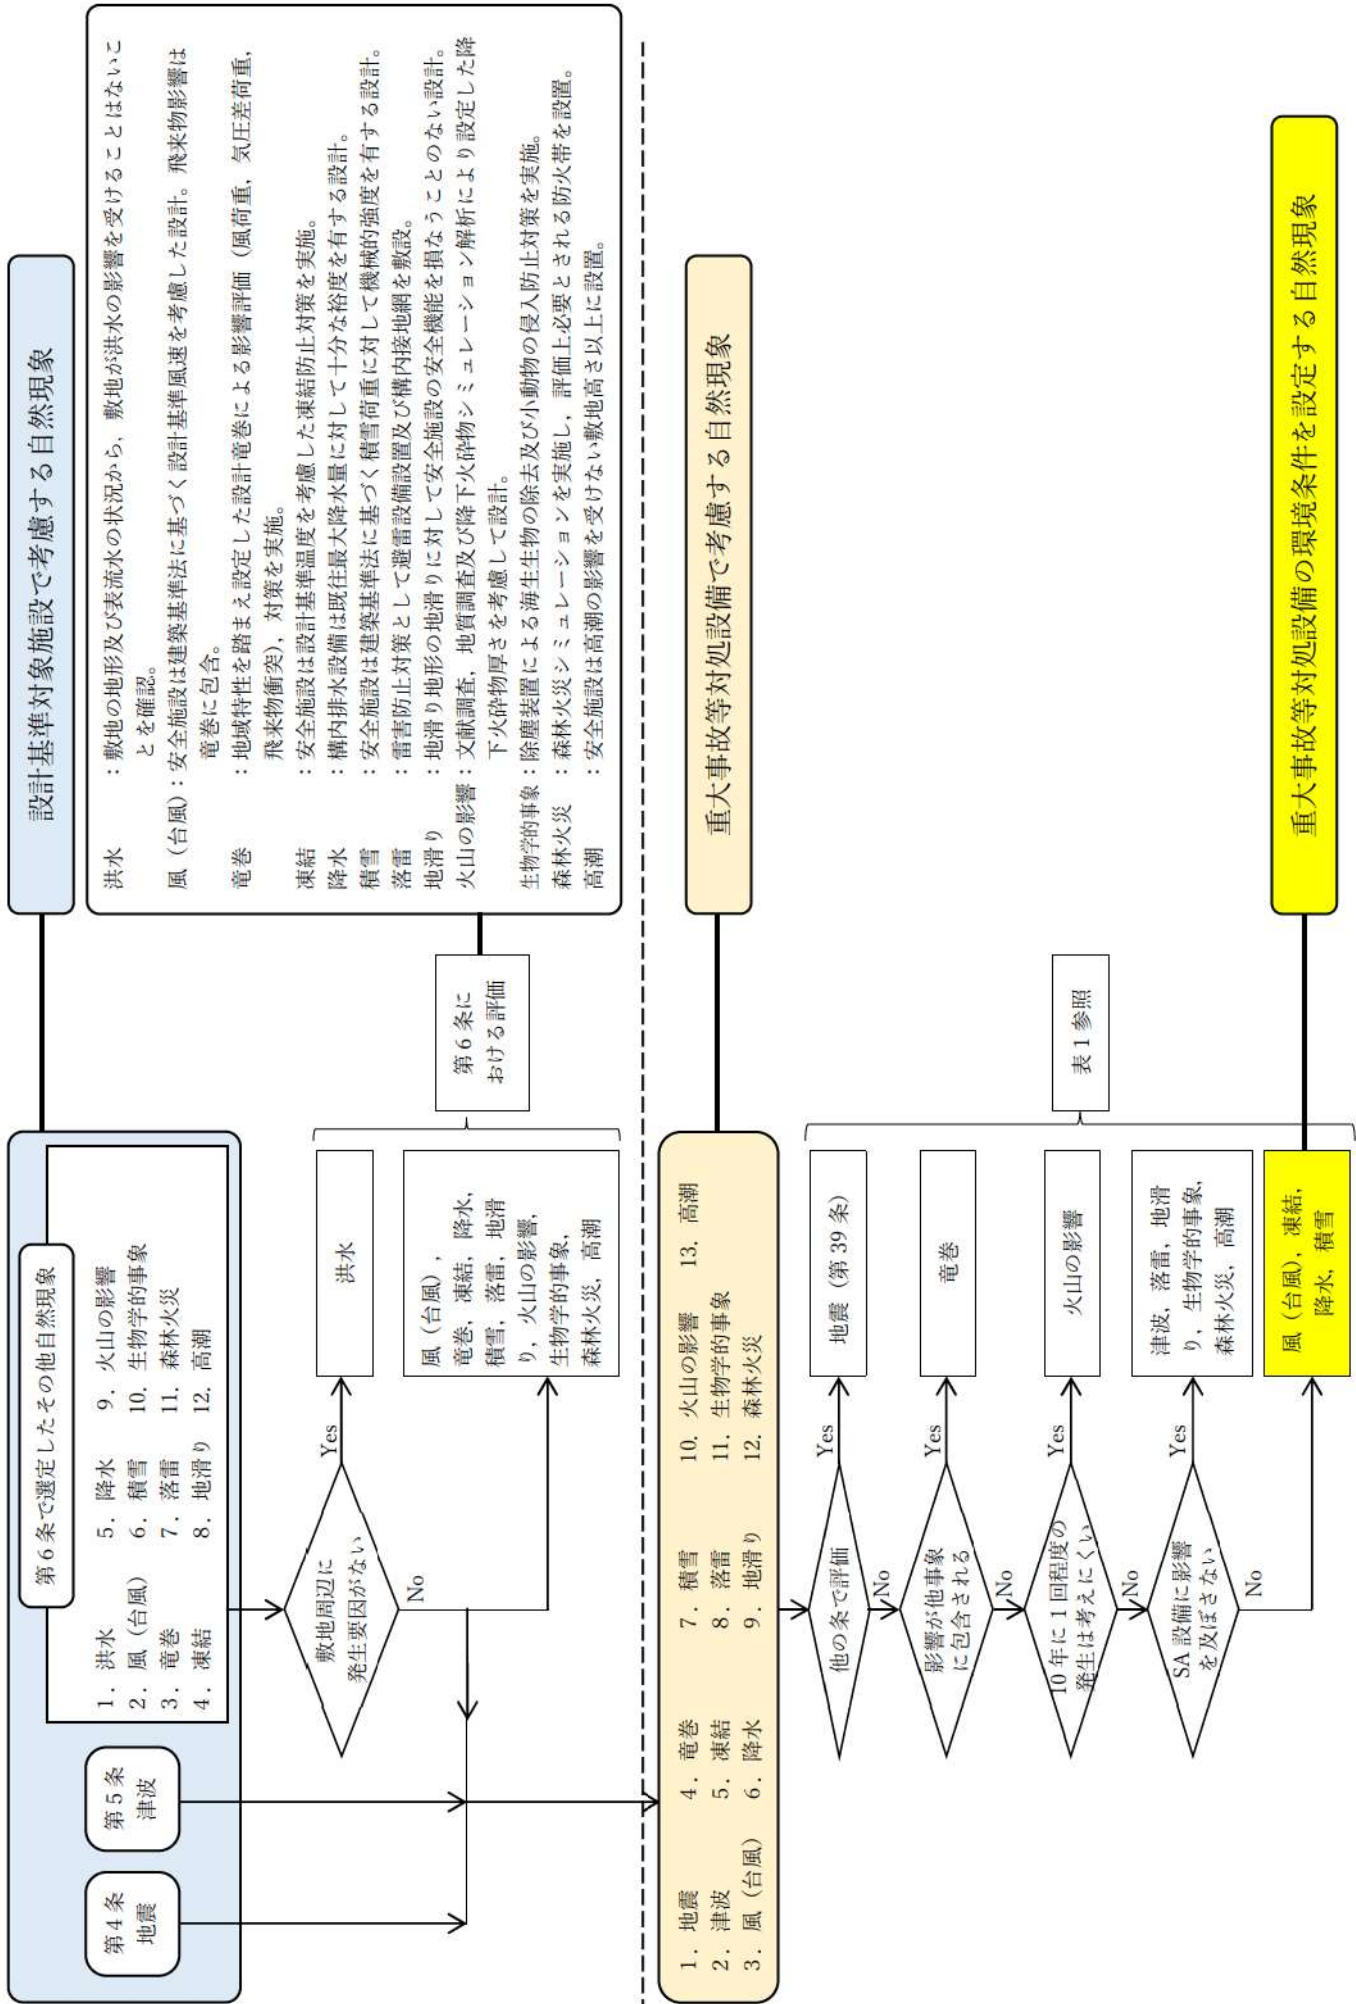 設計基準対象施設で考慮する自然現象
第4条
地震
第5条
津波
第6条で選定したその他自然現象
1．洪水
2．風（台風）
3．竜巻
4．凍結
5．降水
6．積雪
7．落雷
8．地滑り
9．火山の影響
10．生物学的事象
11．森林火災
12．高潮
敷地周辺に
発生要因がない
Yes
No
洪水
風（台風），
竜巻，凍結，降水，
積雪，落雷，地滑
り，火山の影響，
生物学的事象，
森林火災，高潮
第6条に
おける評価
洪水　　　：敷地の地形及び表流水の状況から，敷地が洪水の影響を受けることはないこ
とを確認。
風（台風）：安全施設は建築基準法に基づく設計基準風速を考慮した設計。飛来物影響は
竜巻に包含。
竜巻　　　：地域特性を踏まえ設定した設計竜巻による影響評価（風荷重，気圧差荷重，
飛来物衝突），対策を実施。
凍結　　　：安全施設は設計基準温度を考慮した凍結防止対策を実施。
降水　　　：構内排水設備は既往最大降水量に対して十分な裕度を有する設計。
積雪　　　：安全施設は建築基準法に基づく積雪荷重に対して機械的強度を有する設計。
落雷　　　：雷害防止対策として避雷設備設置及び構内接地網を敷設。
地滑り　　：地滑り地形の地滑りに対して安全施設の安全機能を損なうことのない設計。
火山の影響：文献調査，地質調査及び降下火砕物シミュレーション解析により設定した降
下火砕物厚さを考慮して設計。
生物学的事象：除塵装置による海生生物の除去及び小動物の侵入防止対策を実施。
森林火災　：森林火災シミュレーションを実施し，評価上必要とされる防火帯を設置。
高潮　　　：安全施設は高潮の影響を受けない敷地高さ以上に設置。
重大事故等対処設備で考慮する自然現象
1．地震
2．津波
3．風（台風）
4．竜巻
5．凍結
6．降水
7．積雪
8．落雷
9．地滑り
10．火山の影響
11．生物学的事象
12．森林火災
13．高潮
他の条で評価
Yes
地震（第39条）
No
影響が他事象
に包含される
Yes
竜巻
No
10年に1回程度の
発生は考えにくい
Yes
火山の影響
No
SA設備に影響
を及ぼさない
Yes
津波，落雷，地滑
り，生物学的事象，
森林火災，高潮
No
風（台風），凍結，
降水，積雪
表1参照
重大事故等対処設備の環境条件を設定する自然現象